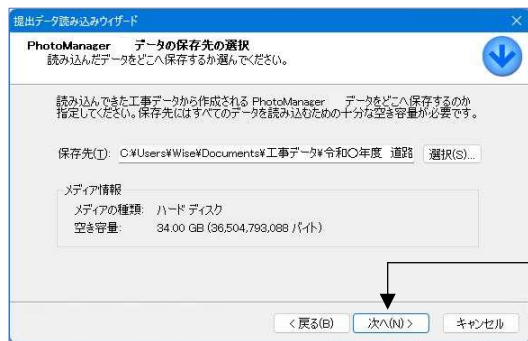 提出データ読み込みウィザード
PhotoManager データの保存先の選択
読み込んだデータをどこへ保存するか選んでください。
読み込んできた工事データから作成される PhotoManager データをどこへ保存するのか
指定してください。保存先にはすべてのデータを読み込むための十分な空き容量が必要です。
保存先(T): C:¥Users¥Wise¥Documents¥工事データ¥令和〇年度 道路 選択(S)...
メディア情報
メディアの種類: ハード ディスク
空き容量: 34.00 GB (36,504,793,088 バイト)
< 戻る(B) 次へ(N) > キャンセル